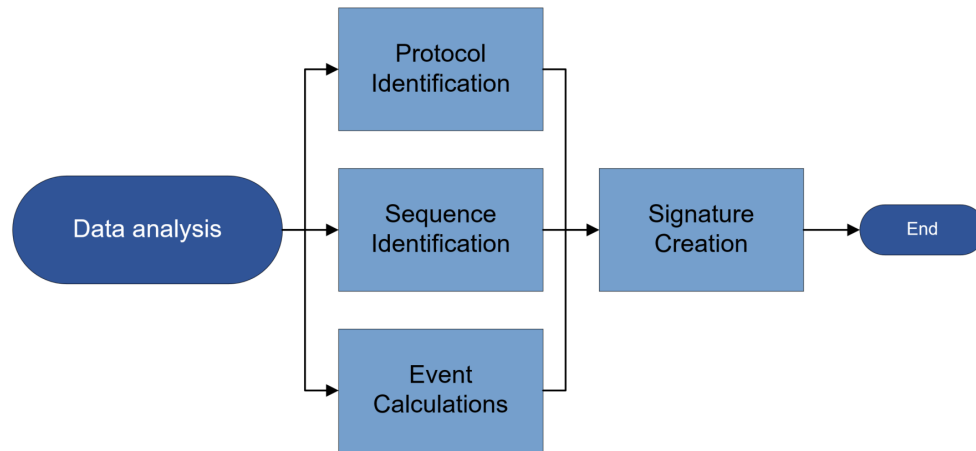 Protocol
Identification
Data analysis
Sequence
Identification
Signature
Creation
End
Event
Calculations